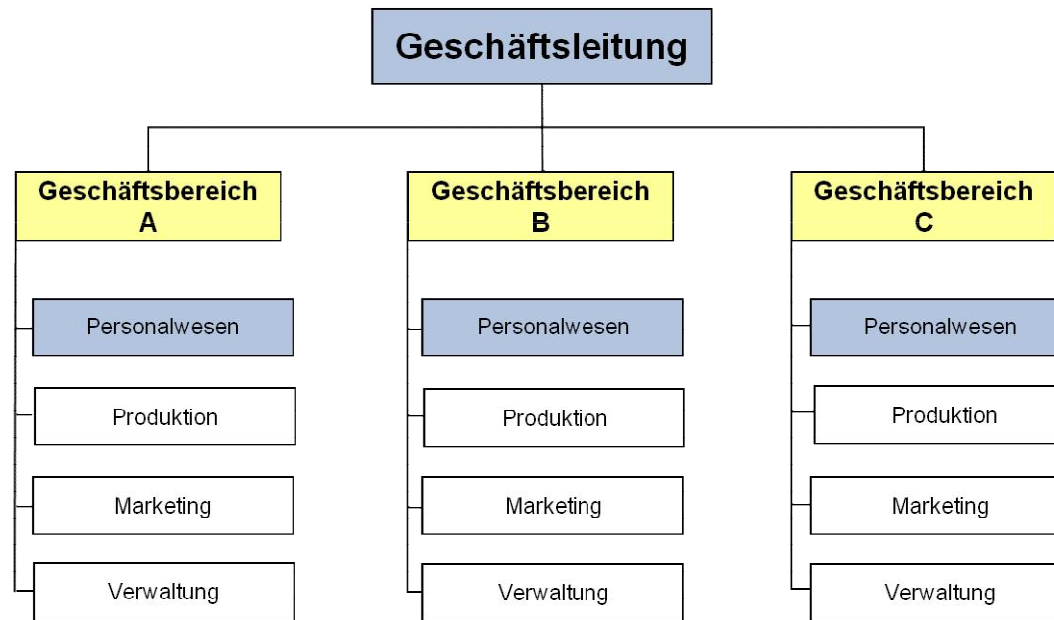 Geschäftsleitung
Geschäftsbereich
A
Geschäftsbereich
B
Geschäftsbereich
C
Personalwesen
Personalwesen
Personalwesen
Produktion
Produktion
Produktion
Marketing
Marketing
Marketing
Verwaltung
Verwaltung
Verwaltung